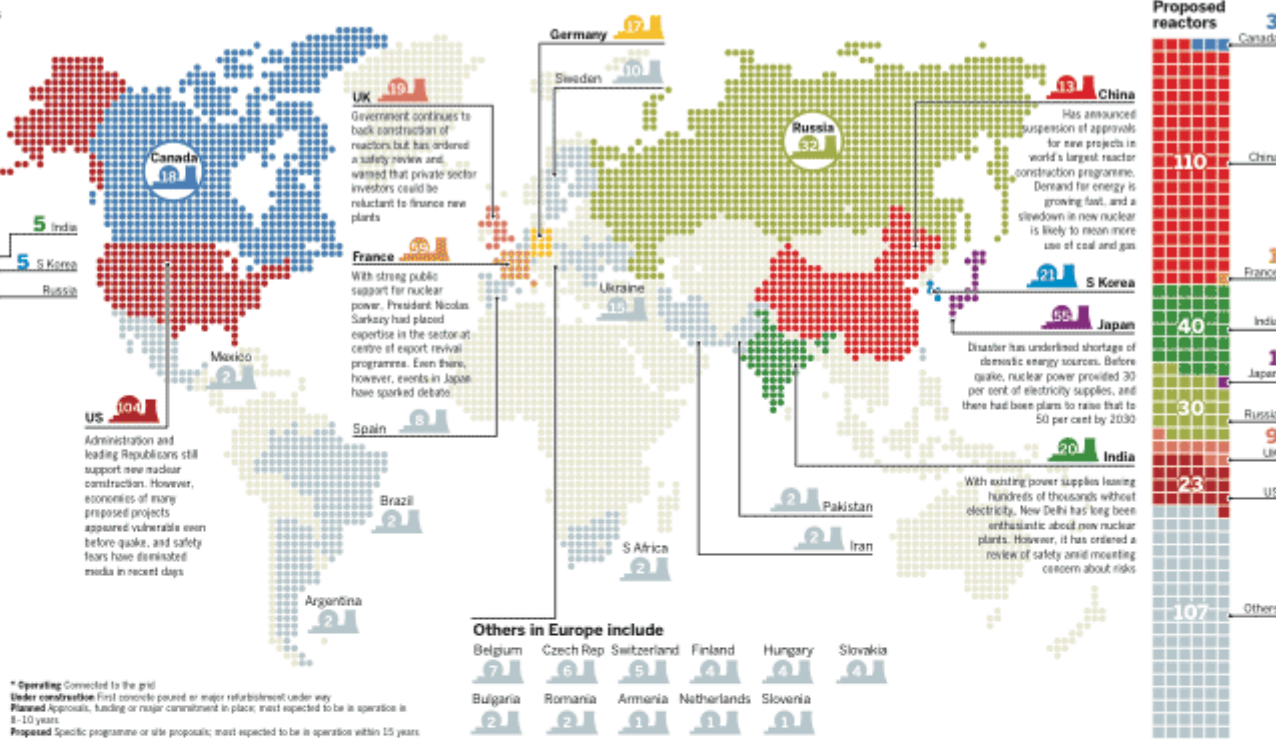 Proposed
reactors
3
Canada
110
China
1
France
40
India
1
Japan
30
Russia
9
UK
23
US
107
Others
5 India
5 S Korea
Russia
Canada
18
US 104
Administration and
leading Republicans still
support new nuclear
construction. However,
economics of many
proposed projects
appeared vulnerable even
before quake, and safety
fears have dominated
media in recent days
Mexico
2
Brazil
2
Argentina
2
UK 19
Government continues to
back construction of
reactors but has ordered
a safety review and
warned that private sector
investors could be
reluctant to finance new
plants
France 59
With strong public
support for nuclear
power, President Nicolas
Sarkozy had placed
expertise in the sector at
centre of export revival
programme. Even there,
however, events in Japan
have sparked debate
Spain 8
Germany 17
Sweden 10
Ukraine
15
Russia
32
13 China
Has announced
suspension of approvals
for new projects in
world's largest reactor
construction programme.
Demand for energy is
growing fast, and a
slowdown in new nuclear
is likely to mean more
use of coal and gas
21 S Korea
55 Japan
Disaster has underlined shortage of
domestic energy sources. Before
quake, nuclear power provided 30
per cent of electricity supplies, and
there had been plans to raise that to
50 per cent by 2030
20 India
With existing power supplies leaving
hundreds of thousands without
electricity, New Delhi has long been
enthusiastic about new nuclear
plants. However, it has ordered a
review of safety amid mounting
concern about risks
2 Pakistan
2 Iran
S Africa
2
Others in Europe include
Belgium Czech Rep Switzerland Finland Hungary Slovakia
7 6 5 4 4 4
Bulgaria Romania Armenia Netherlands Slovenia
2 2 1 1 1
* Operating Connected to the grid
Under construction First concrete poured or major refurbishment under way
Planned Approvals, funding or major commitment in place; most expected to be in operation in
8-10 years
Proposed Specific programme or site proposals; most expected to be in operation within 15 years